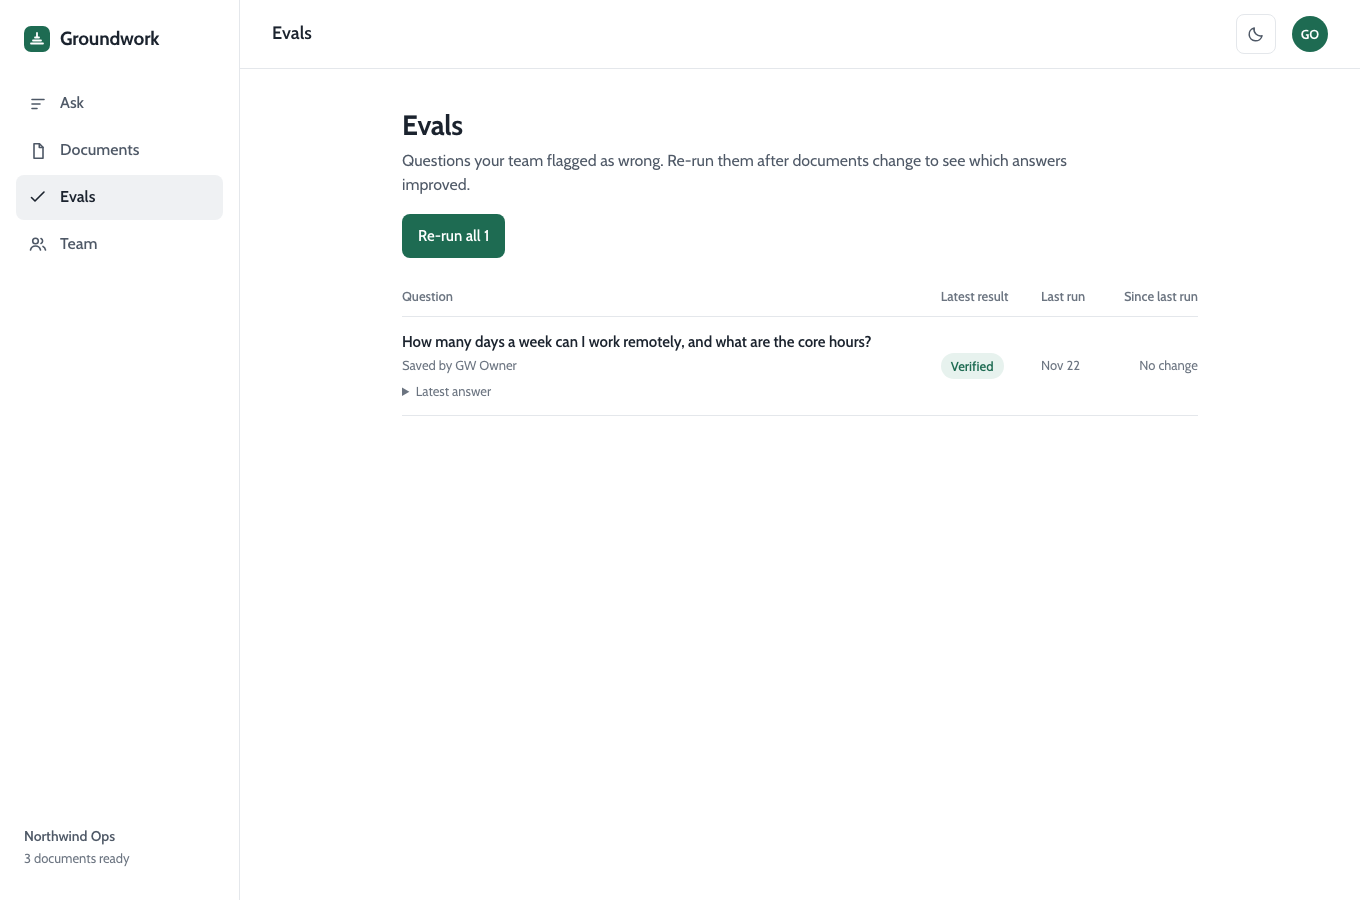 Groundwork
Ask
Documents
Evals
Team
Northwind Ops
3 documents ready
Evals
GO
Evals
Questions your team flagged as wrong. Re-run them after documents change to see which answers
improved.
Re-run all 1
Question Latest result Last run Since last run
How many days a week can I work remotely, and what are the core hours?
Saved by GW Owner
Latest answer
Verified
Nov 22
No change